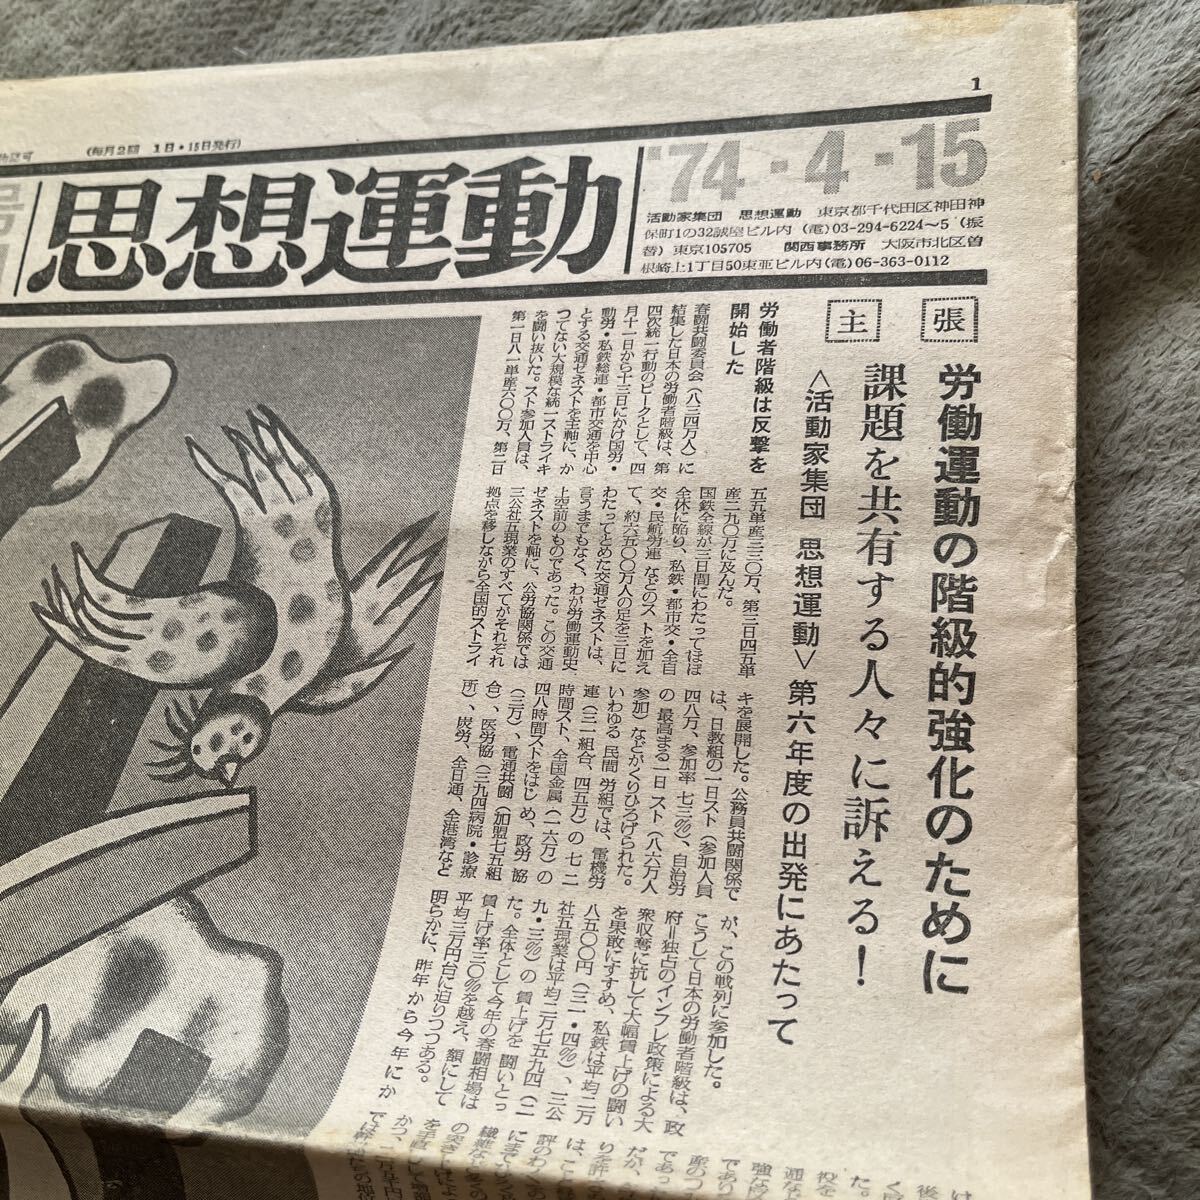 1
(毎月2回 1日・15日発行)
思想運動
'74・4・15
活動家集団 思想運動 東京都千代田区神田神
保町1の32誠屋ビル内 (電)03-294-6224〜5 (振
替)東京105705 関西事務所 大阪市北区曽
根崎上1丁目50東亜ビル内(電)06-363-0112
主張
労働運動の階級的強化のために
課題を共有する人々に訴える!
<活動家集団 思想運動>第六年度の出発にあたって
労働者階級は反撃を
開始した
春闘共闘委員会(八三四万人)に
結集した日本の労働者階級は、第
四次統一行動のピークとして、四
月十一日から十三日にかけ国労・
動労・私鉄総連・都市交通を中心
とする交通ゼネストを主軸に、か
つてない大規模な統一ストライキ
を闘い抜いた。スト参加人員は、
第一日八一単産六〇〇万、第二日
五五単産三三〇万、第三日四五単
産二九〇万に及んだ。
国鉄全線が三日間にわたってほぼ
全休に陥り、私鉄・都市交・全自
交・民航労連などのストを加え
て、約六五〇〇万人の足を三日に
わたってとめた交通ゼネストは、
言うまでもなく、わが労働運動史
上空前のものであった。この交通
ゼネストを軸に、公労協関係では
三公社五現業のすべてがそれぞれ
拠点を移しながら全国的ストライ
キを展開した。公務員共闘関係で
は、日教組の一日スト(参加人員
四八万、参加率七三%)、自治労
の最高まる一日スト(八六万人
参加)などがくりひろげられた。
いわゆる民間労組では、電機労
連(三一組合、四五万)の七二
時間スト、全国金属(一六万)の
四八時間ストをはじめ、政労協
(三万)、電通共闘(加盟七五組
合)、医労協(三九四病院・診療
所)、炭労、全日通、全港湾など
が、この戦列に参加した。
こうして日本の労働者階級は、政
府=独占のインフレ政策による大
衆収奪に抗して大幅賃上げの闘い
を果敢にすすめ、私鉄は平均二万
八五〇〇円(三一・四%)、三公
社五現業は平均二万七五九四(二
九・三%)の賃上げを闘いとっ
た。全体として今年の春闘相場は
賃上げ率三〇%を越え、額にして
平均三万円台に迫りつつある。
明らかに、昨年から今年にか